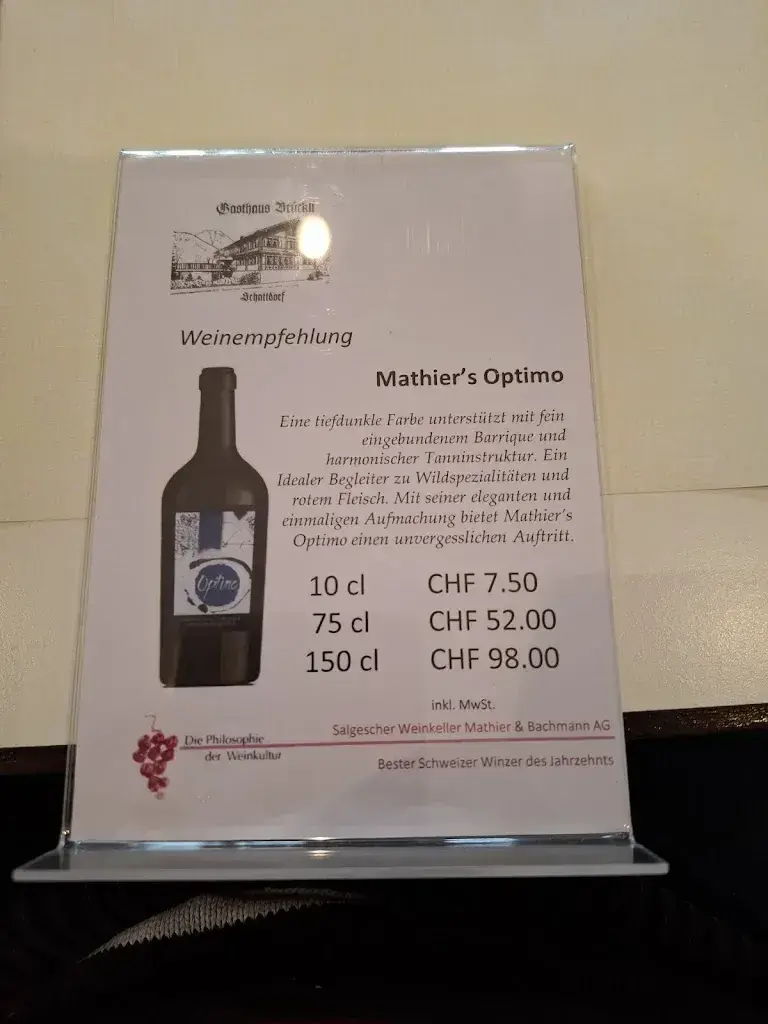 Gasthaus Brückli
Schattdorf
Weinempfehlung
Mathier's Optimo
Eine tiefdunkle Farbe unterstützt mit fein
eingebundenem Barrique und
harmonischer Tanninstruktur. Ein
Idealer Begleiter zu Wildspezialitäten und
rotem Fleisch. Mit seiner eleganten und
einmaligen Aufmachung bietet Mathier's
Optimo einen unvergesslichen Auftritt.
Optimo
10 cl CHF 7.50
75 cl CHF 52.00
150 cl CHF 98.00
inkl. MwSt.
Salgescher Weinkeller Mathier & Bachmann AG
Die Philosophie
der Weinkultur
Bester Schweizer Winzer des Jahrzehnts